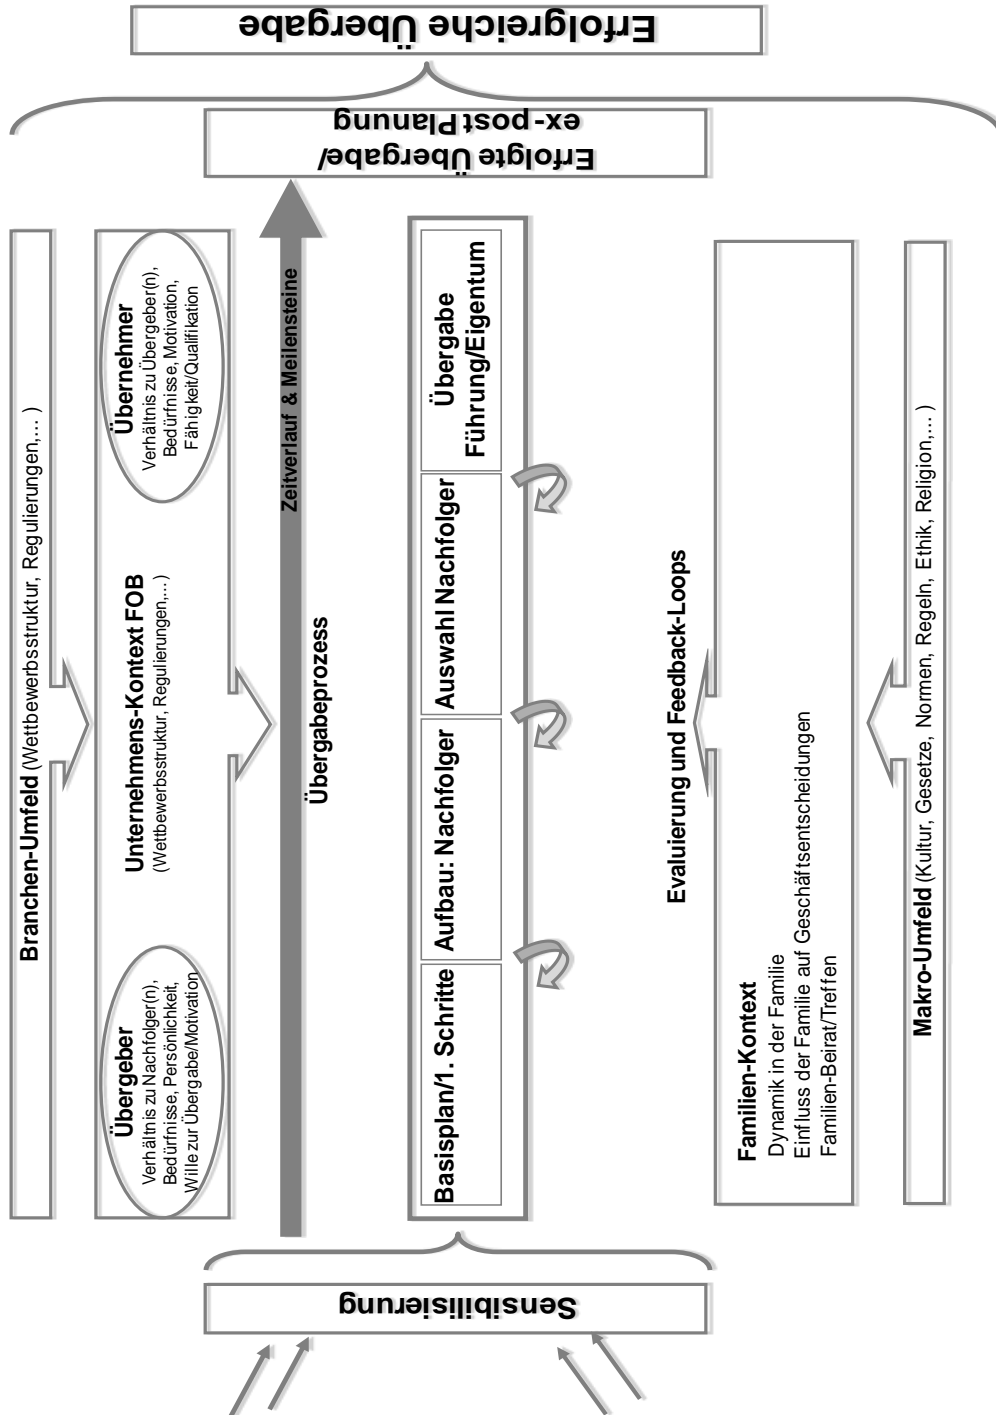 Branchen-Umfeld (Wettbewerbsstruktur, Regulierungen,… )
Übergeber
Verhältnis zu Nachfolger(n),
Bedürfnisse, Persönlichkeit,
Wille zur Übergabe/Motivation
Unternehmens-Kontext FOB
(Wettbewerbsstruktur, Regulierungen,… )
Übernehmer
Verhältnis zu Übergeber(n),
Bedürfnisse, Motivation,
Fähigkeit/Qualifikation
Zeitverlauf & Meilensteine
Übergabeprozess
Sensibilisierung
Basisplan/1. Schritte
Aufbau: Nachfolger
Auswahl Nachfolger
Übergabe
Führung/Eigentum
Erfolgte Übergabe/
ex-post Planung
Erfolgreiche Übergabe
Evaluierung und Feedback-Loops
Familien-Kontext
Dynamik in der Familie
Einfluss der Familie auf Geschäftsentscheidungen
Familien-Beirat/Treffen
Makro-Umfeld (Kultur, Gesetze, Normen, Regeln, Ethik, Religion,… )